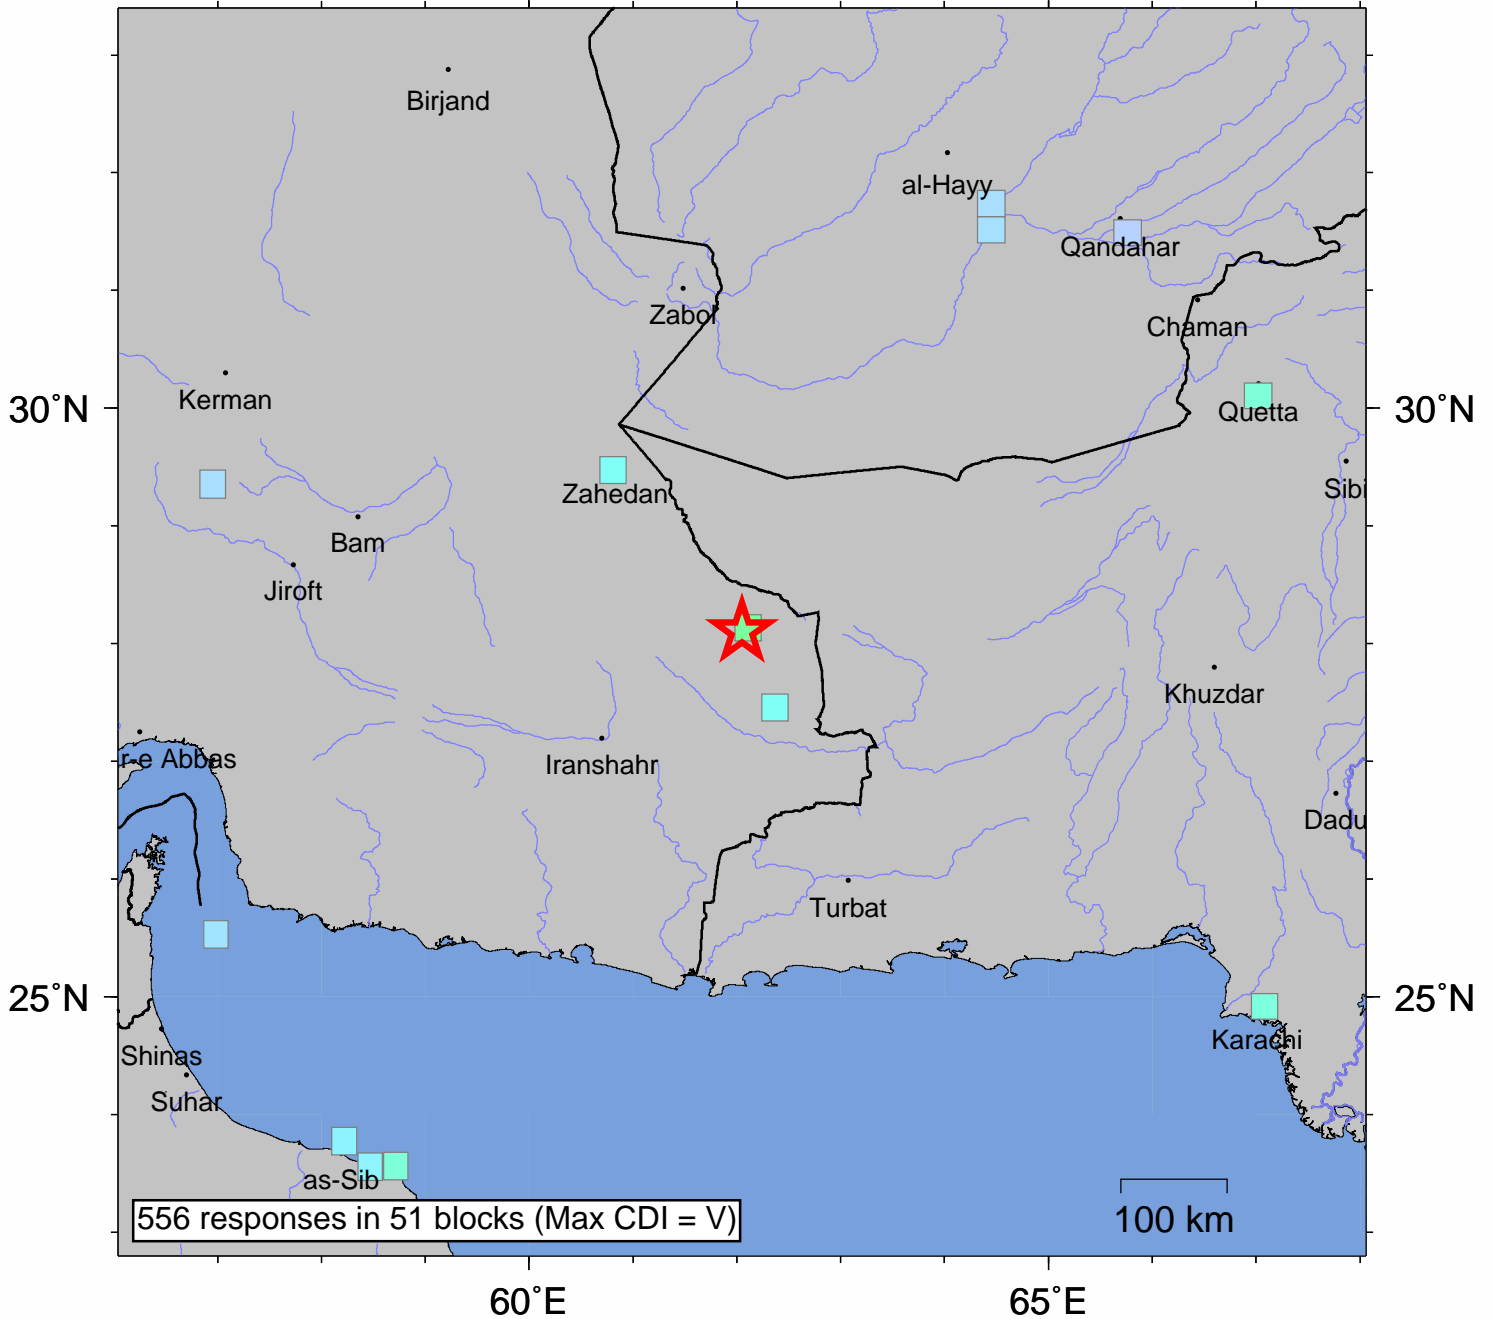 Birjand
al-Hayy
Qandahar
Zabol
Chaman
Kerman
30°N
30°N
Quetta
Zahedan
Sibi
Bam
Jiroft
Khuzdar
r-e Abbas
Iranshahr
Dadu
Turbat
25°N
25°N
Karachi
Shinas
Suhar
as-Sib
556 responses in 51 blocks (Max CDI = V)
100 km
60°E
65°E